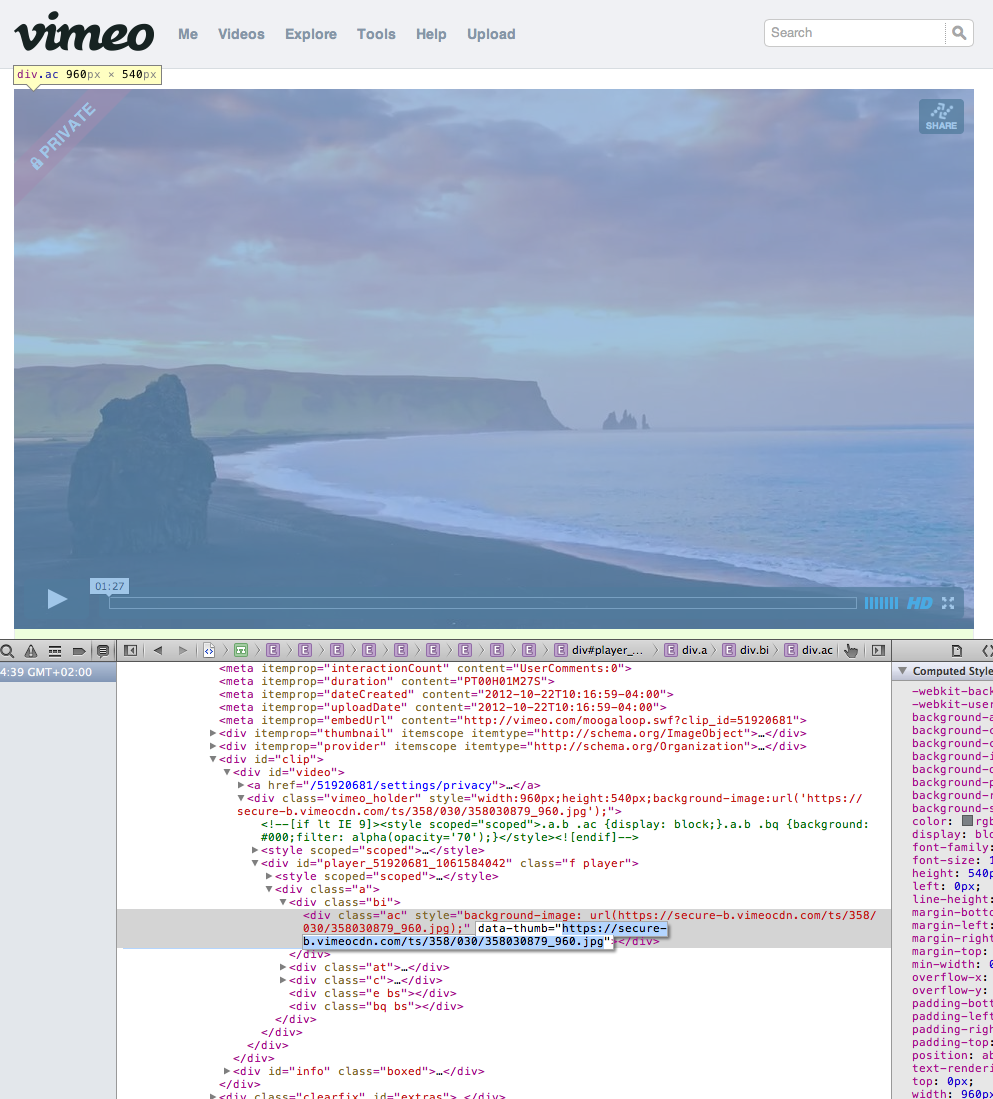 vimeo
Me Videos Explore Tools Help Upload
Search
div.ac 960px × 540px
PRIVATE
SHARE
01:27
HD
div#player_... div.a div.bi div.ac
4:39 GMT+02:00
<meta itemprop="interactionCount" content="UserComments:0">
<meta itemprop="duration" content="PT00H01M27S">
<meta itemprop="dateCreated" content="2012-10-22T10:16:59-04:00">
<meta itemprop="uploadDate" content="2012-10-22T10:16:59-04:00">
<meta itemprop="embedUrl" content="http://vimeo.com/moogaloop.swf?clip_id=51920681">
<div itemprop="thumbnail" itemscope itemtype="http://schema.org/ImageObject">…</div>
<div itemprop="provider" itemscope itemtype="http://schema.org/Organization">…</div>
<div id="clip">
<div id="video">
<a href="/51920681/settings/privacy">…</a>
<div class="vimeo_holder" style="width:960px;height:540px;background-image:url('https://
secure-b.vimeocdn.com/ts/358/030/358030879_960.jpg');">
<!--[if lt IE 9]><style scoped="scoped">.a.b .ac {display: block;}.a.b .bq {background:
#000;filter: alpha(opacity='70');}</style><![endif]-->
<style scoped="scoped">…</style>
<div id="player_51920681_1061584042" class="f player">
<style scoped="scoped">…</style>
<div class="a">
<div class="bi">
<div class="ac" style="background-image: url(https://secure-b.vimeocdn.com/ts/358/
030/358030879_960.jpg);" data-thumb="https://secure-
b.vimeocdn.com/ts/358/030/358030879_960.jpg"></div>
</div>
<div class="at">…</div>
<div class="c">…</div>
<div class="e bs"></div>
<div class="bq bs"></div>
</div>
</div>
</div>
</div>
<div id="info" class="boxed">…</div>
</div>
<div class="clearfix" id="extras">…</div>
Computed Style
-webkit-back
-webkit-user
background-a
background-c
background-c
background-i
background-o
background-p
background-r
background-s
color: rgb
display: blo
font-family:
font-size: 1
height: 540p
left: 0px;
line-height:
margin-botto
margin-left:
margin-right
margin-top:
min-width: 0
overflow-x:
overflow-y:
padding-bott
padding-left
padding-righ
padding-top:
position: ab
text-renderi
top: 0px;
width: 960px